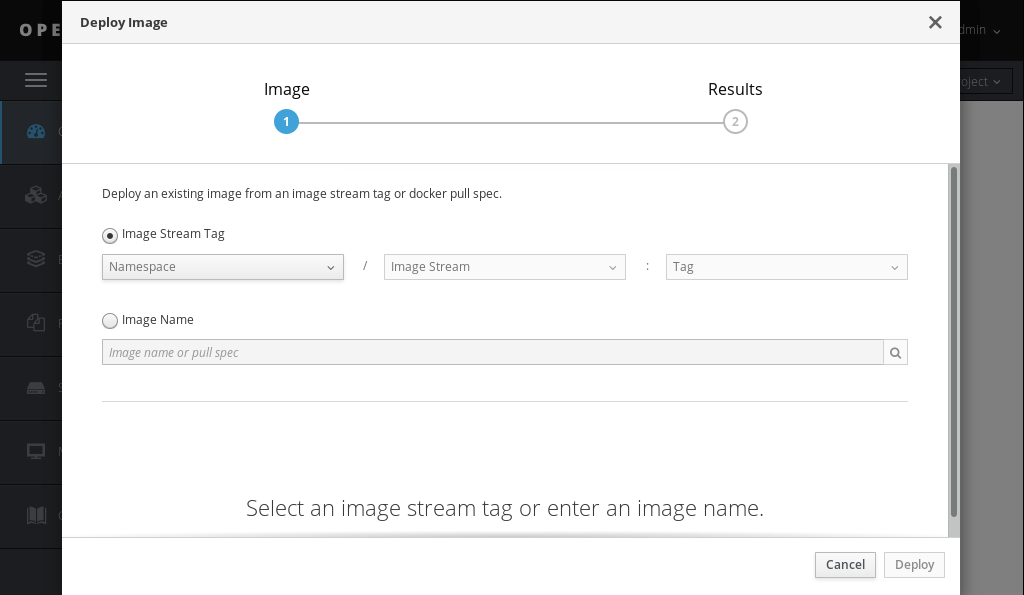 Deploy Image
OPE
dmin
oject
Image
Results
1
2
Deploy an existing image from an image stream tag or docker pull spec.
Image Stream Tag
Namespace / Image Stream : Tag
Image Name
Image name or pull spec
Select an image stream tag or enter an image name.
Cancel Deploy